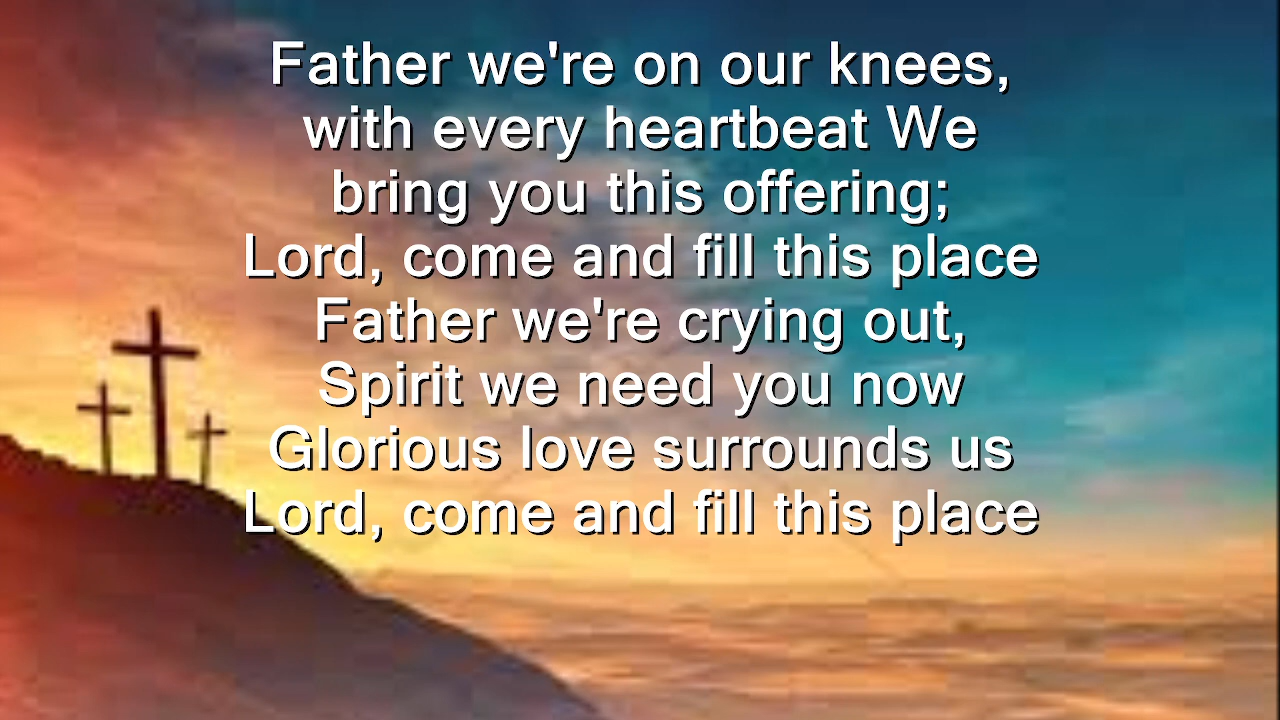 Father we're on our knees,
with every heartbeat We
bring you this offering;
Lord, come and fill this place
Father we're crying out,
Spirit we need you now
Glorious love surrounds us
Lord, come and fill this place